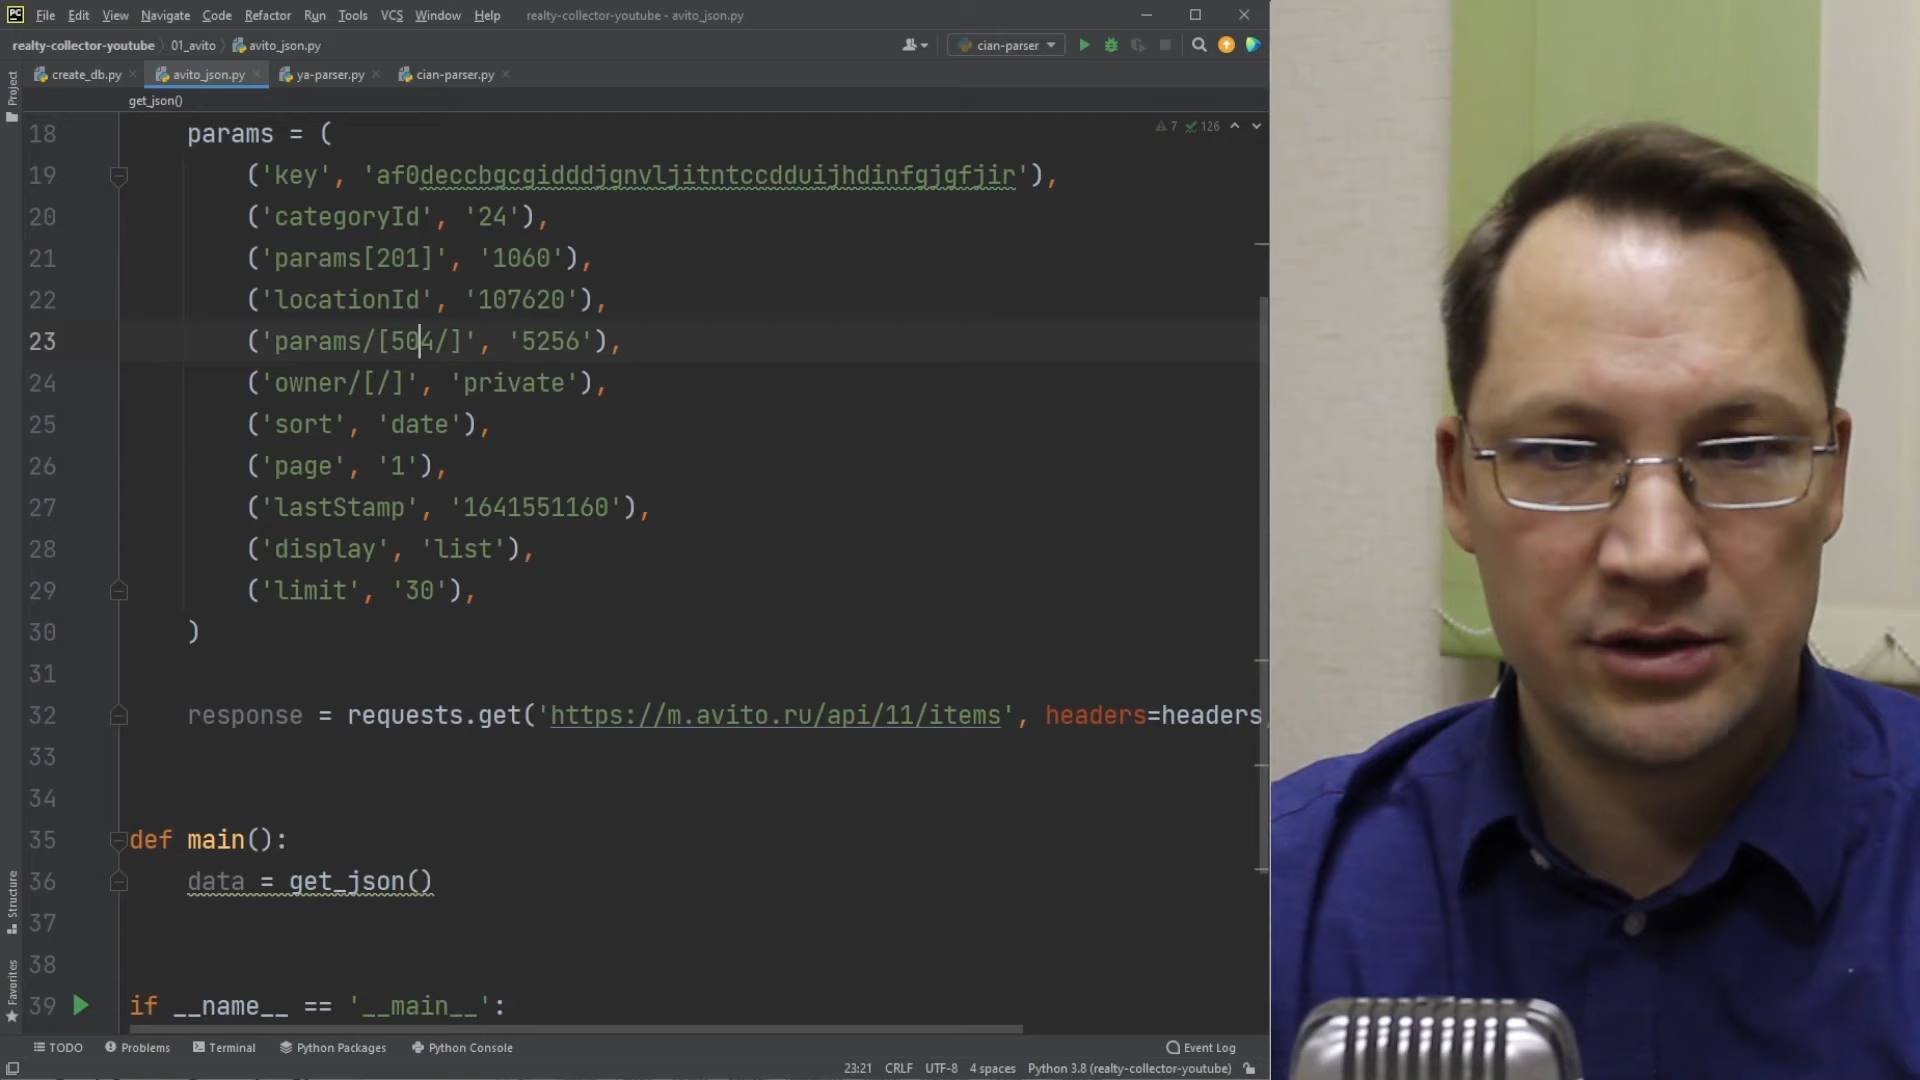 PC File Edit View Navigate Code Refactor Run Tools VCS Window Help realty-collector-youtube - avito_json.py
realty-collector-youtube 01_avito avito_json.py cian-parser
create_db.py avito_json.py ya-parser.py cian-parser.py
get_json()
Project
7 126
18 params = (
19 ('key', 'af0deccbgcgidddjgnvljitntccdduijhdinfgjgfjir'),
20 ('categoryId', '24'),
21 ('params[201]', '1060'),
22 ('locationId', '107620'),
23 ('params/[504/]', '5256'),
24 ('owner/[/]', 'private'),
25 ('sort', 'date'),
26 ('page', '1'),
27 ('lastStamp', '1641551160'),
28 ('display', 'list'),
29 ('limit', '30'),
30 )
31
32 response = requests.get('https://m.avito.ru/api/11/items', headers=headers,
33
34
35 def main():
36 data = get_json()
37
38
39 if __name__ == '__main__':
Structure
Favorites
TODO Problems Terminal Python Packages Python Console Event Log
23:21 CRLF UTF-8 4 spaces Python 3.8 (realty-collector-youtube)